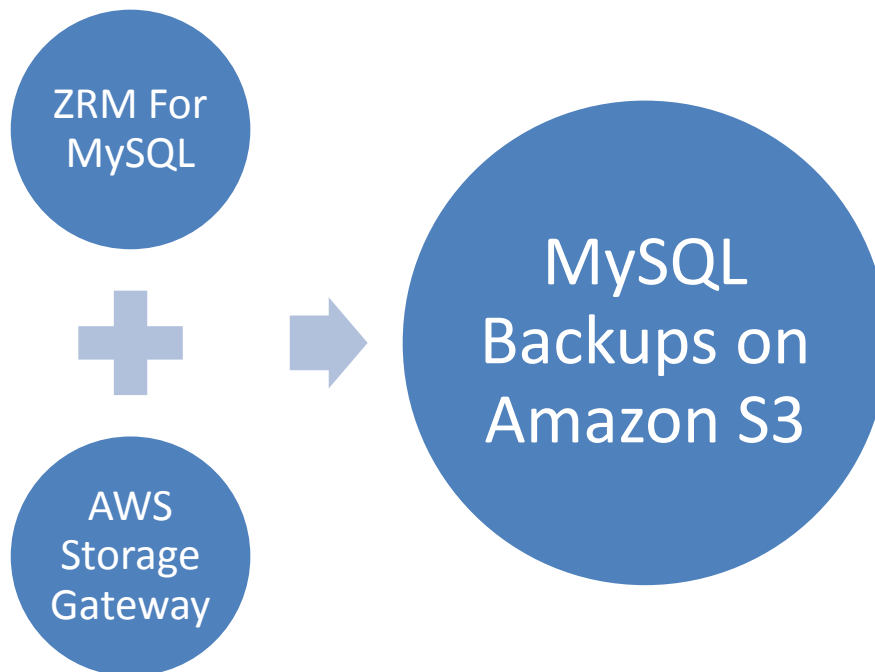 ZRM For
MySQL
AWS
Storage
Gateway
MySQL
Backups on
Amazon S3